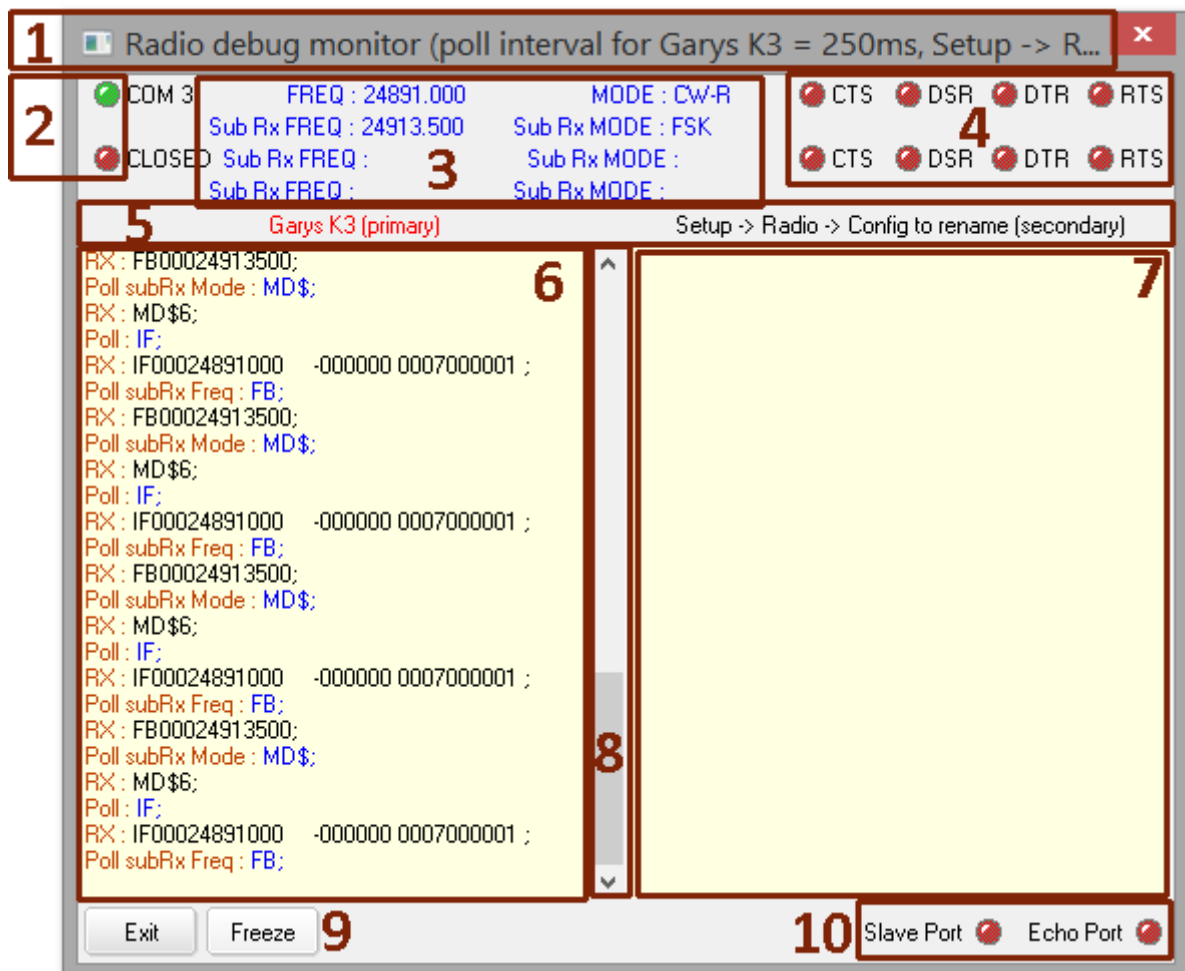 1 Radio debug monitor (poll interval for Garys K3 = 250ms, Setup -> R... x
2 COM 3 FREQ : 24891.000 MODE : CW-R CTS DSR DTR RTS
Sub Rx FREQ : 24913.500 Sub Rx MODE : FSK 4
CLOSED Sub Rx FREQ : 3 Sub Rx MODE : CTS DSR DTR RTS
Sub Rx FREQ : Sub Rx MODE :
5 Garys K3 (primary) Setup -> Radio -> Config to rename (secondary)
RX : FB00024913500; 6 7
Poll subRx Mode : MD$;
RX : MD$6;
Poll : IF;
RX : IF00024891000 -000000 0007000001 ;
Poll subRx Freq : FB;
RX : FB00024913500;
Poll subRx Mode : MD$;
RX : MD$6;
Poll : IF;
RX : IF00024891000 -000000 0007000001 ;
Poll subRx Freq : FB;
RX : FB00024913500;
Poll subRx Mode : MD$;
RX : MD$6;
Poll : IF;
RX : IF00024891000 -000000 0007000001 ;
Poll subRx Freq : FB;
RX : FB00024913500;
Poll subRx Mode : MD$; 8
RX : MD$6;
Poll : IF;
RX : IF00024891000 -000000 0007000001 ;
Poll subRx Freq : FB;
Exit Freeze 9 10 Slave Port Echo Port